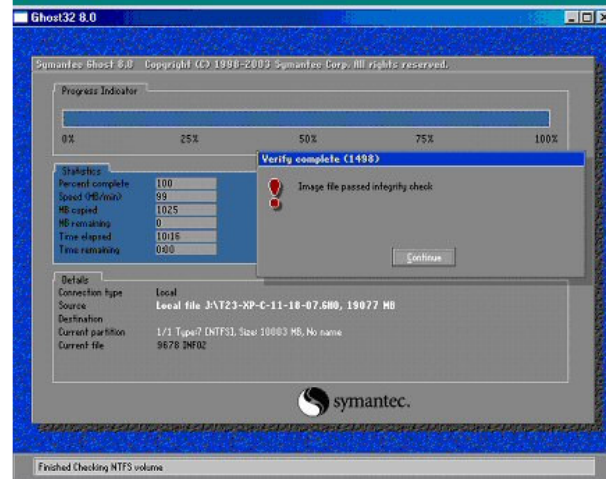 Ghost32 8.0
Symantec Ghost 8.0 Copyright (C) 1998-2003 Symantec Corp. All rights reserved.
Progress Indicator
0% 25% 50% 75% 100%
Verify complete (1498)
Image file passed integrity check
Continue
Statistics
Percent complete 100
Speed (MB/min) 99
MB copied 1025
MB remaining 0
Time elapsed 10:16
Time remaining 0:00
Details
Connection type Local
Source Local file J:\T23-XP-C-11-18-07.GHO, 19077 MB
Destination
Current partition 1/1 Type:7 [NTFS], Size: 10003 MB, No name
Current file 9678 INFO2
symantec.
Finished Checking NTFS volume